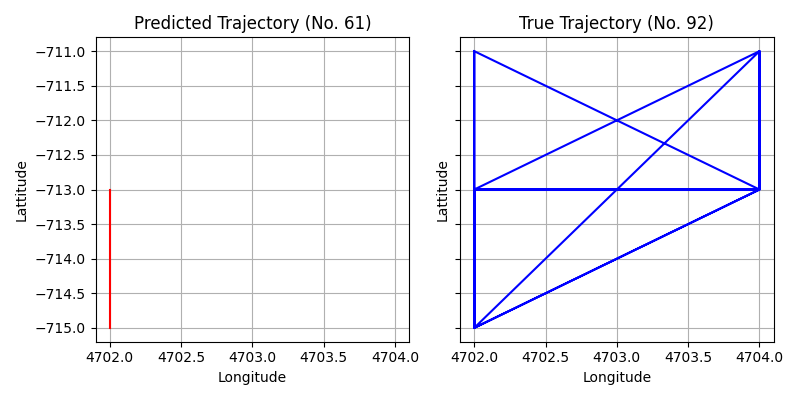 Predicted Trajectory (No. 61)
True Trajectory (No. 92)
Lattitude
−711.0
−711.5
−712.0
−712.5
−713.0
−713.5
−714.0
−714.5
−715.0
Lattitude
4702.0 4702.5 4703.0 4703.5 4704.0
4702.0 4702.5 4703.0 4703.5 4704.0
Longitude
Longitude